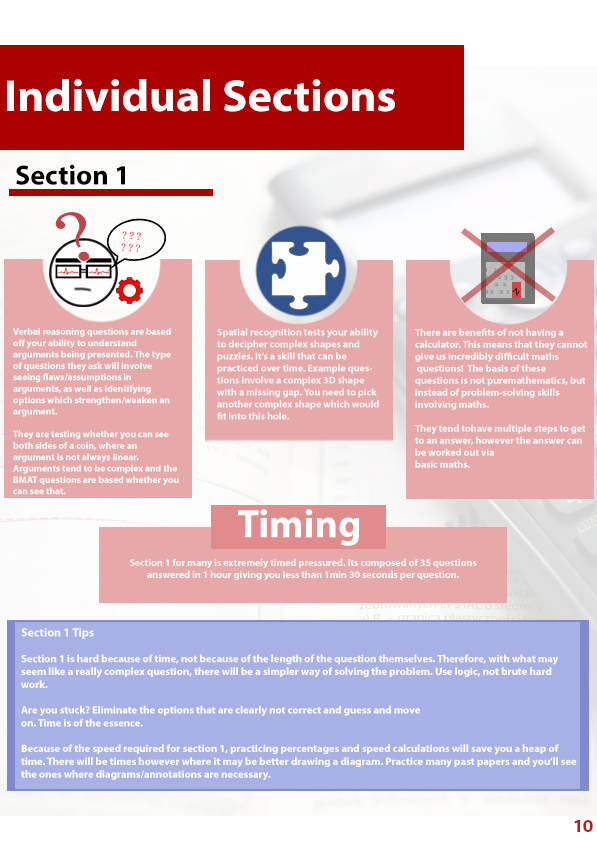 Individual Sections
Section 1
?
???
???
Verbal reasoning questions are based
off your ability to understand
arguments being presented. The type
of questions they ask will involve
seeing flaws/assumptions in
arguments, as well as identifying
options which strengthen/weaken an
argument.
They are testing whether you can see
both sides of a coin, where an
argument is not always linear.
Arguments tend to be complex and the
BMAT questions are based whether you
can see that.
Spatial recognition tests your ability
to decipher complex shapes and
puzzles. It's a skill that can be
practiced over time. Example ques-
tions involve a complex 3D shape
with a missing gap. You need to pick
another complex shape which would
fit into this hole.
There are benefits of not having a
calculator. This means that they cannot
give us incredibly difficult maths
questions! The basis of these
questions is not puremathematics, but
instead of problem-solving skills
involving maths.
They tend tohave multiple steps to get
to an answer, however the answer can
be worked out via
basic maths.
Timing
Section 1 for many is extremely timed pressured. Its composed of 35 questions
answered in 1 hour giving you less than 1min 30 seconds per question.
Section 1 Tips
Section 1 is hard because of time, not because of the length of the question themselves. Therefore, with what may
seem like a really complex question, there will be a simpler way of solving the problem. Use logic, not brute hard
work.
Are you stuck? Eliminate the options that are clearly not correct and guess and move
on. Time is of the essence.
Because of the speed required for section 1, practicing percentages and speed calculations will save you a heap of
time. There will be times however where it may be better drawing a diagram. Practice many past papers and you'll see
the ones where diagrams/annotations are necessary.
10